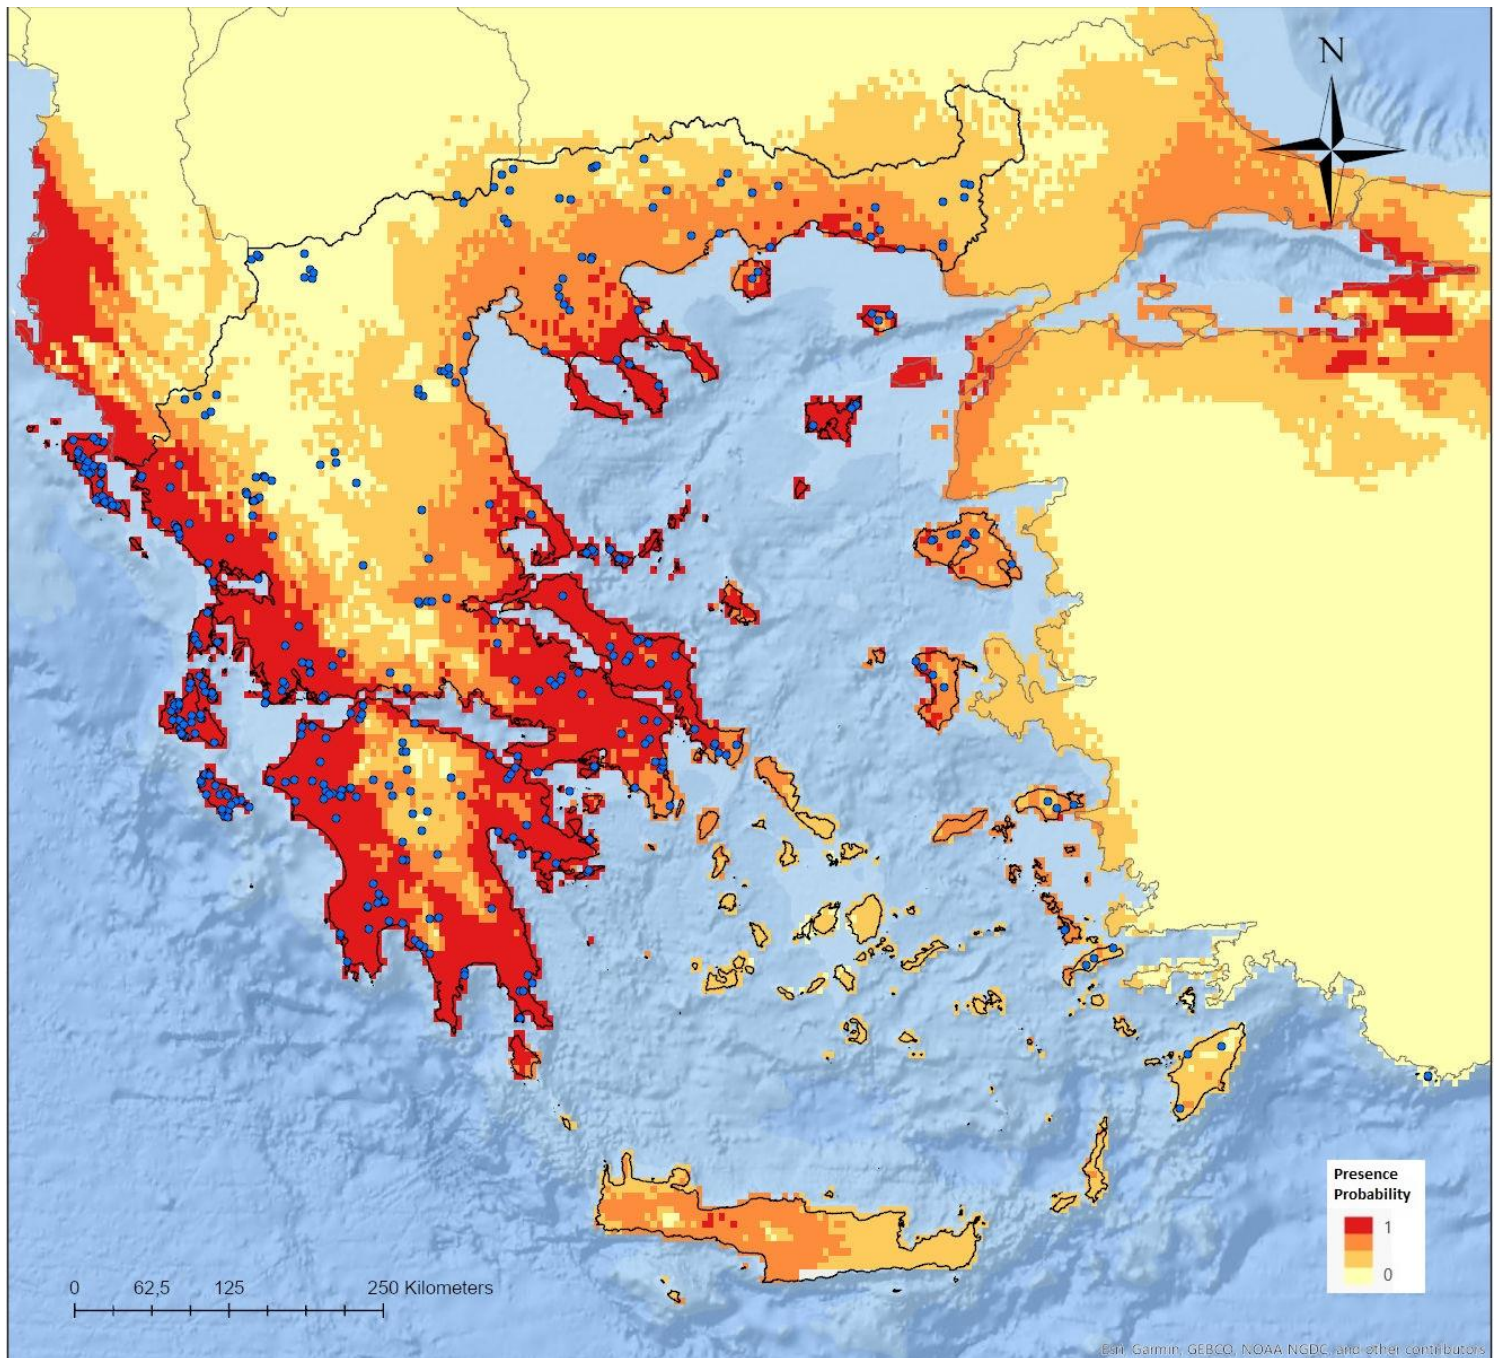 N
Presence
Probability
1
0
0 62,5 125 250 Kilometers
Esri, Garmin, GEBCO, NOAA NGDC, and other contributors